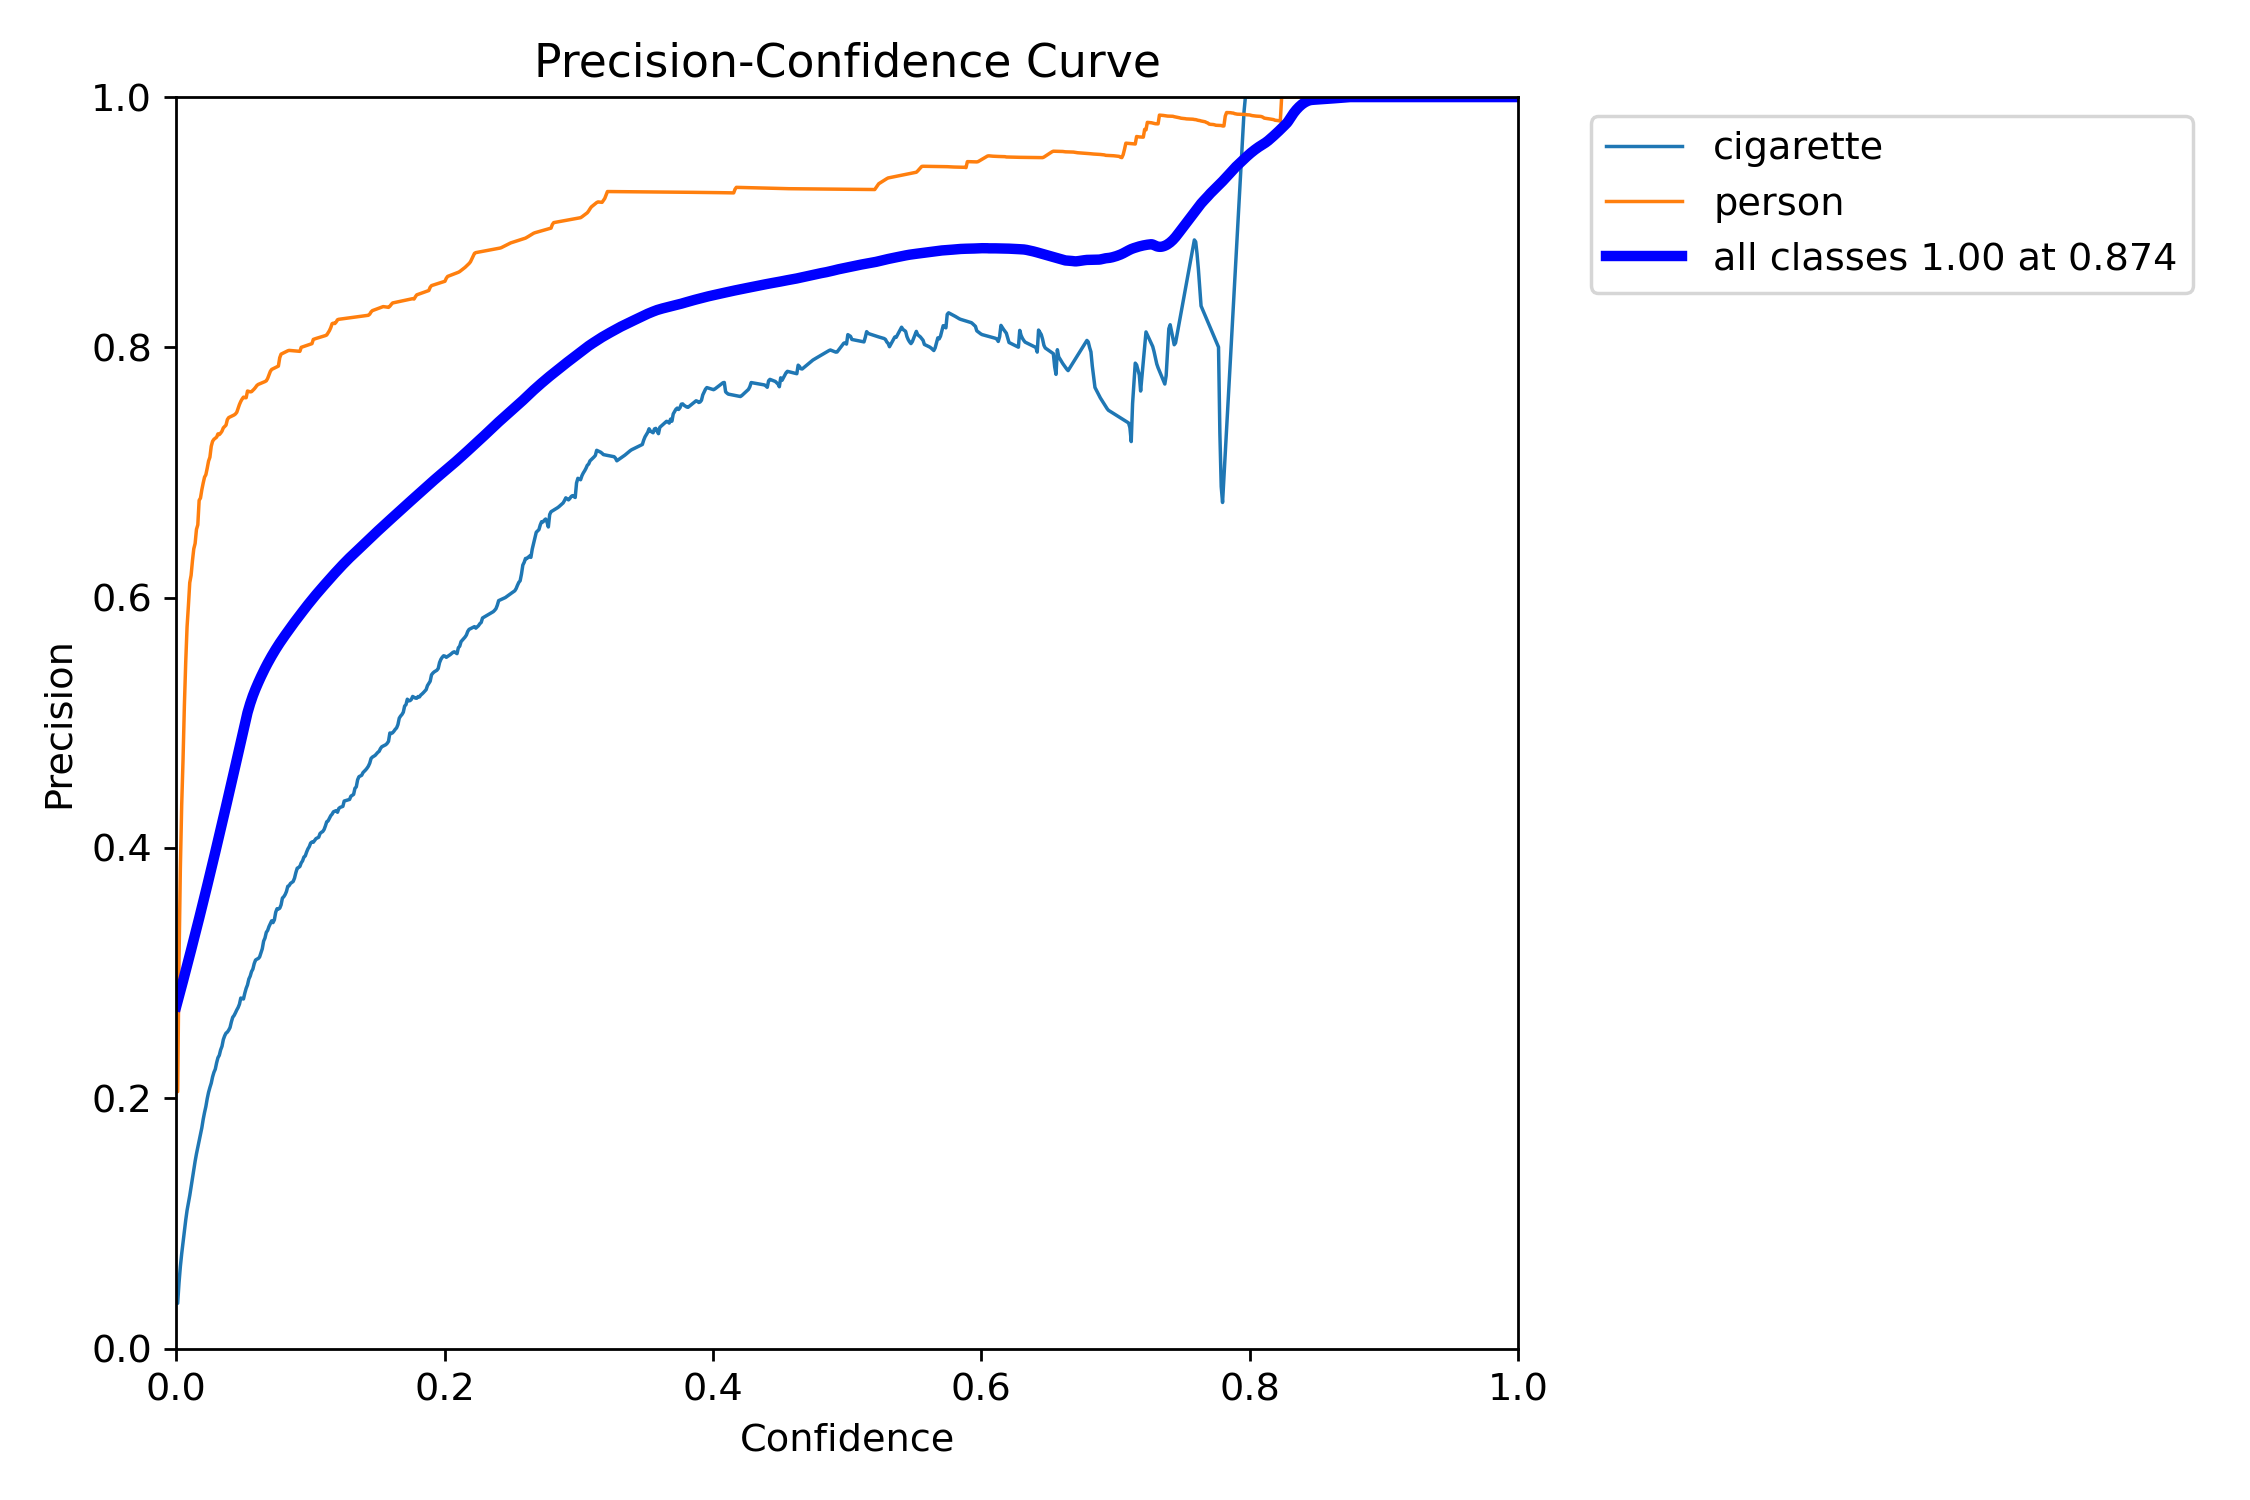 Precision-Confidence Curve
1.0
0.8
0.6
0.4
0.2
0.0
Precision
0.0 0.2 0.4 0.6 0.8 1.0
Confidence
cigarette
person
all classes 1.00 at 0.874